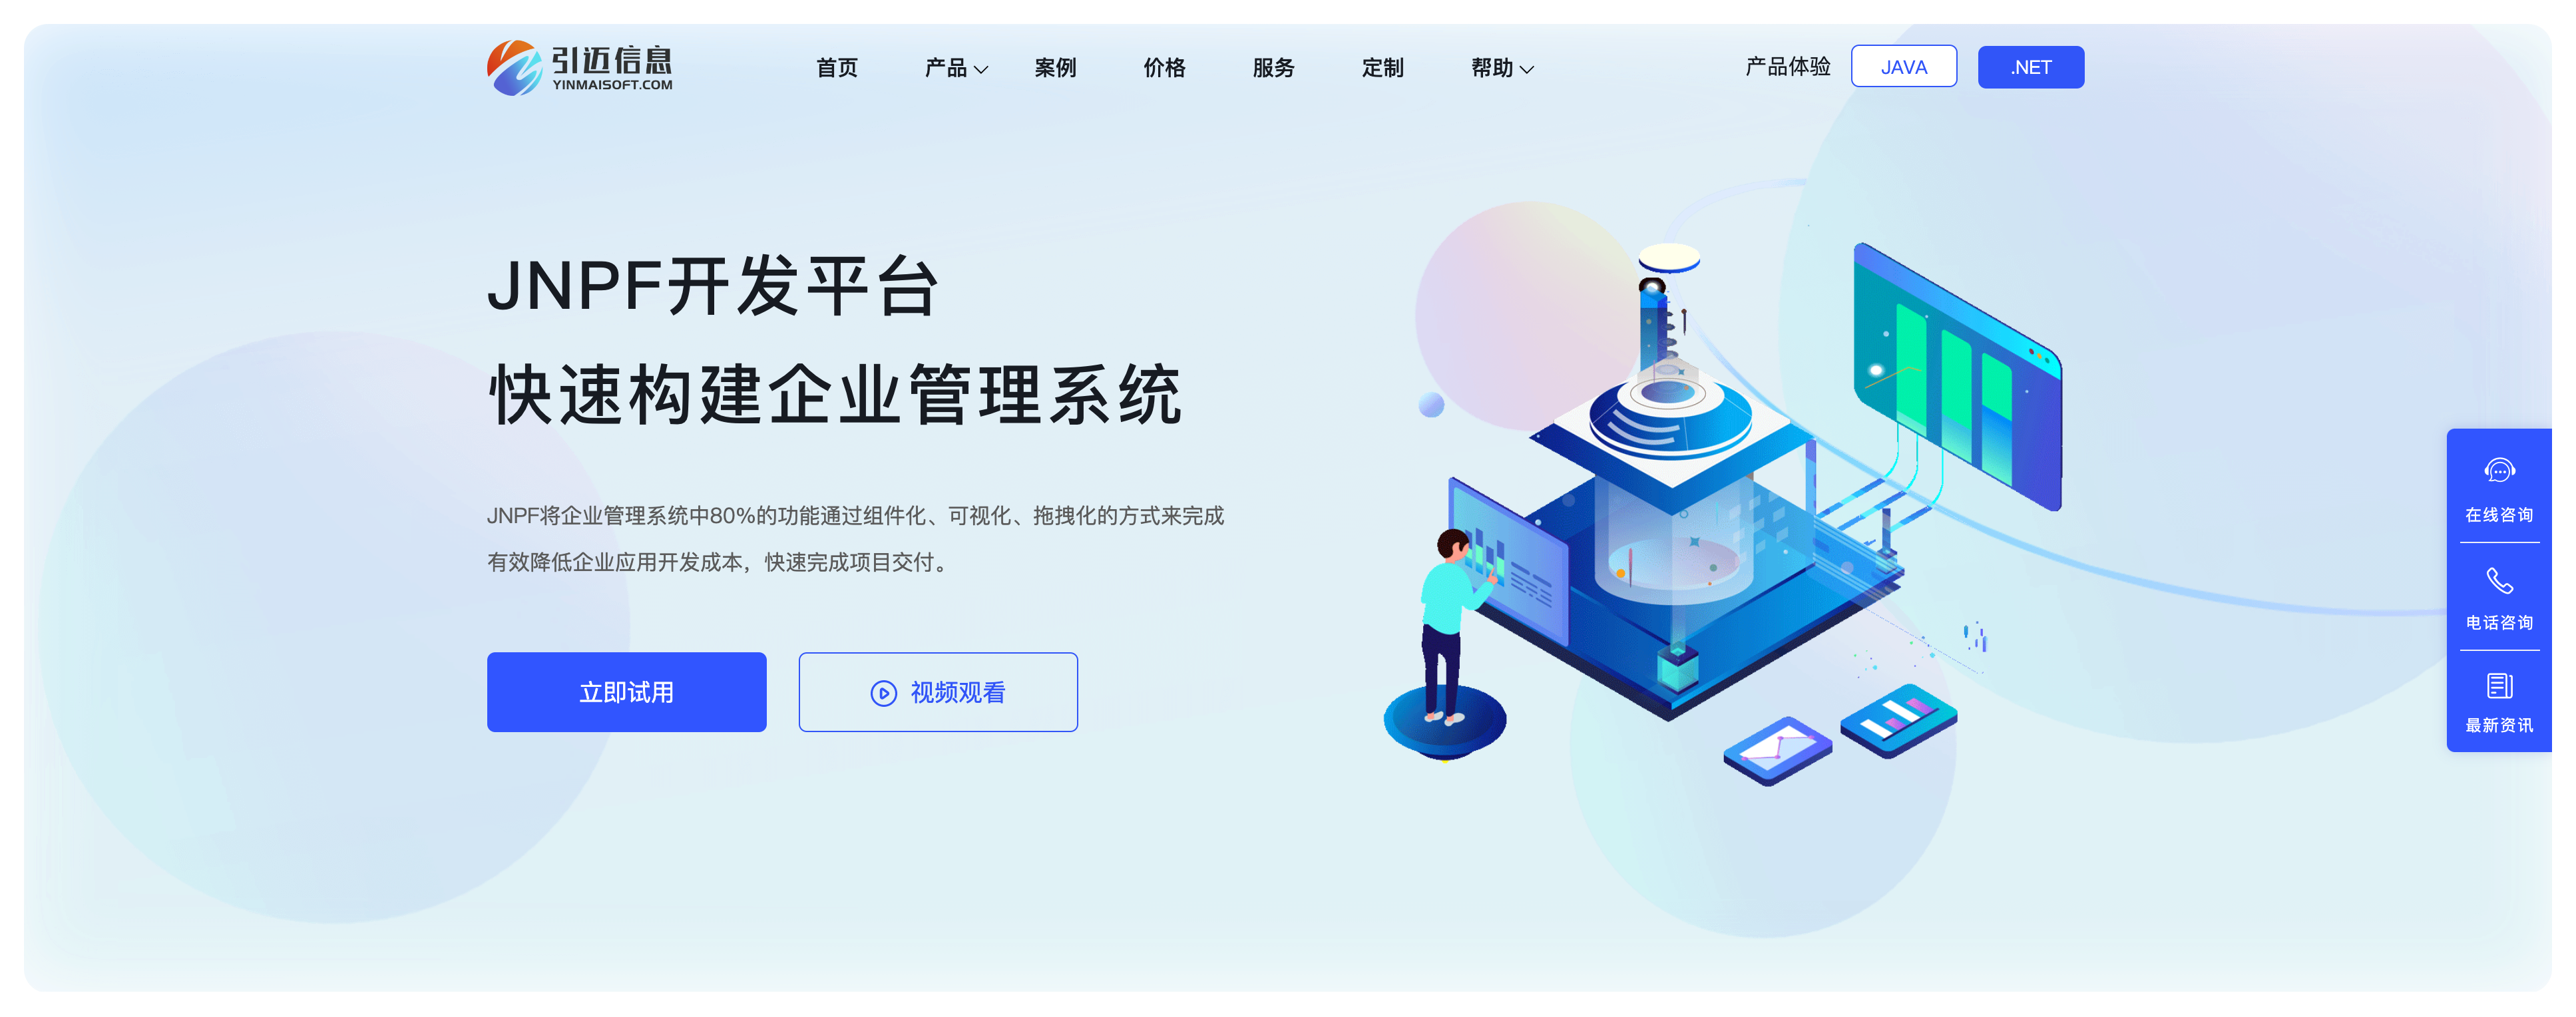 引迈信息
YINMAISOFT.COM
首页 产品 案例 价格 服务 定制 帮助
产品体验 JAVA .NET
JNPF开发平台
快速构建企业管理系统
JNPF将企业管理系统中80%的功能通过组件化、可视化、拖拽化的方式来完成
有效降低企业应用开发成本，快速完成项目交付。
立即试用 视频观看
在线咨询
电话咨询
最新资讯